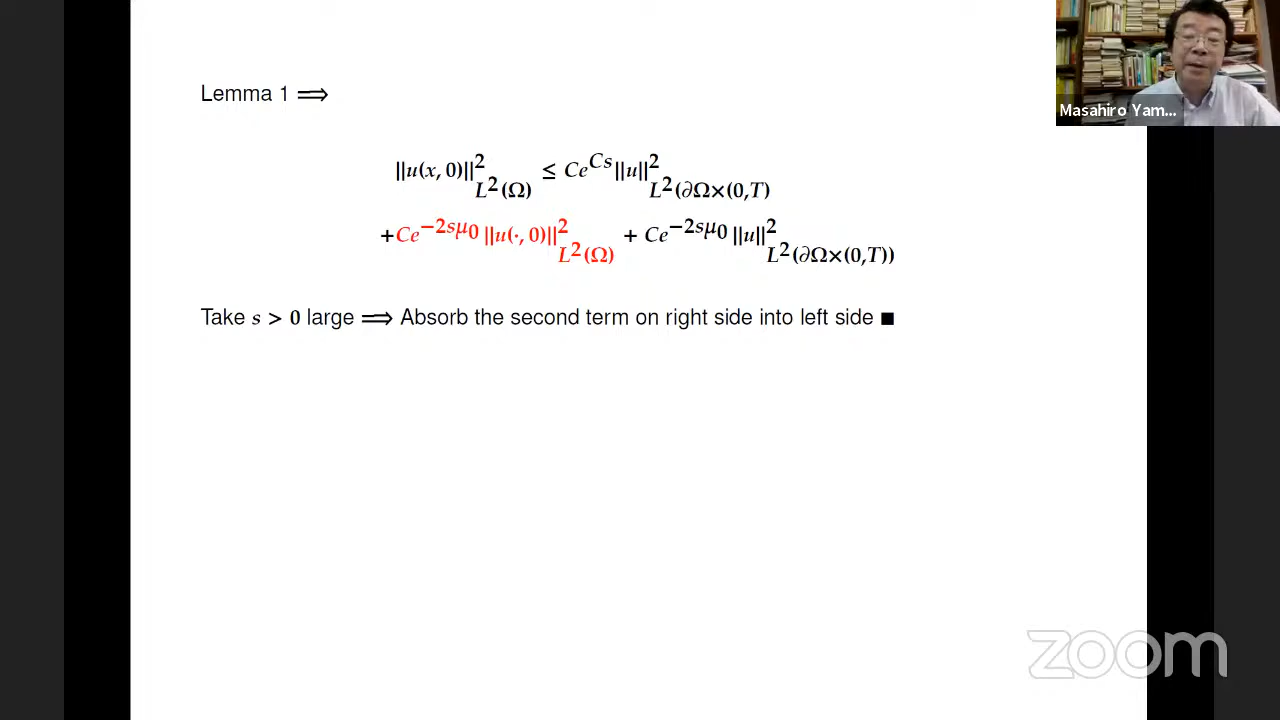 Lemma 1 ⟹
||u(x, 0)||²_{L²(Ω)} ≤ Ce^{Cs}||u||²_{L²(∂Ω×(0,T)}
+Ce^{−2sμ₀}||u(·, 0)||²_{L²(Ω)} + Ce^{−2sμ₀}||u||²_{L²(∂Ω×(0,T))}
Take s > 0 large ⟹ Absorb the second term on right side into left side ■
Masahiro Yam...
zoom